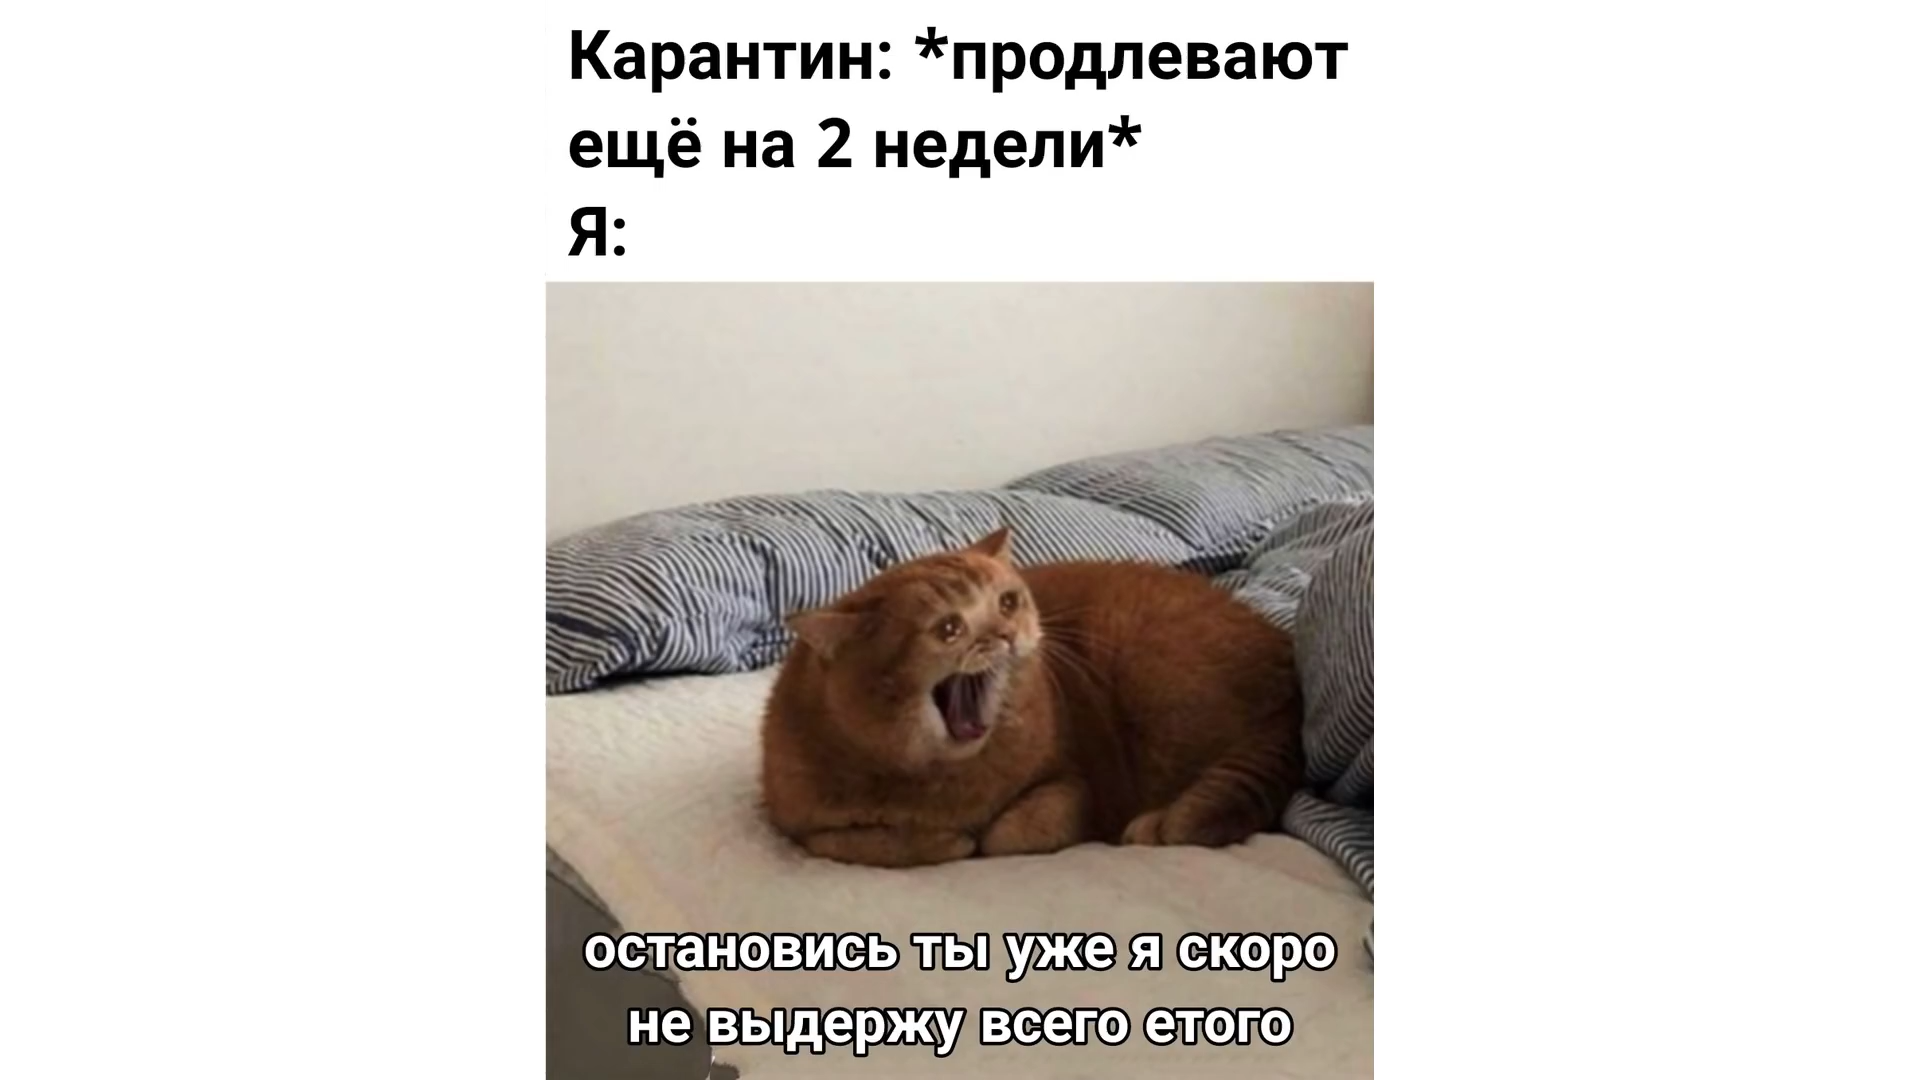 Карантин: *продлевают
ещё на 2 недели*
Я:
остановись ты уже я скоро
не выдержу всего етого